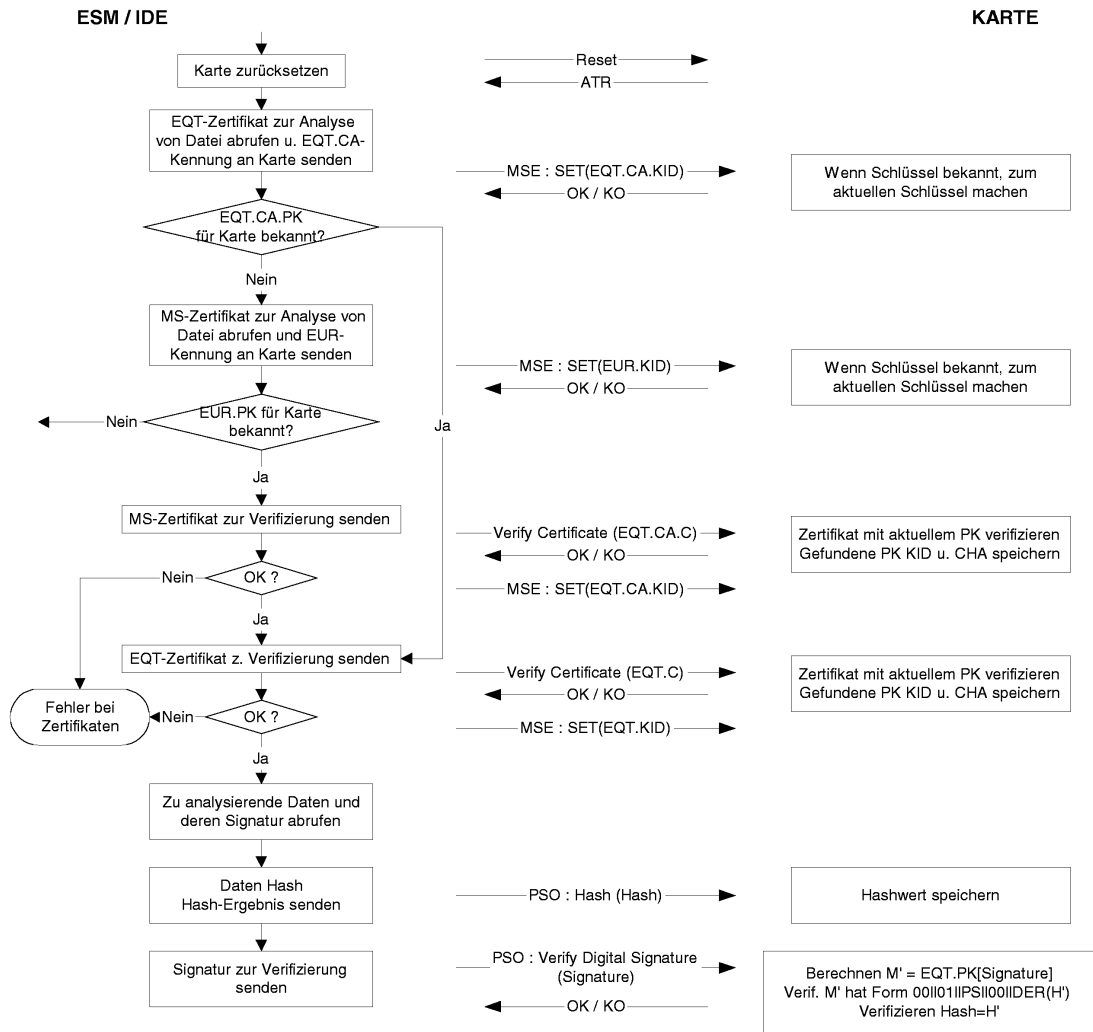 ESM / IDE
KARTE
Karte zurücksetzen
Reset
ATR
EQT-Zertifikat zur Analyse
von Datei abrufen u. EQT.CA-
Kennung an Karte senden
MSE : SET(EQT.CA.KID)
OK / KO
Wenn Schlüssel bekannt, zum
aktuellen Schlüssel machen
EQT.CA.PK
für Karte bekannt?
Nein
MS-Zertifikat zur Analyse von
Datei abrufen und EUR-
Kennung an Karte senden
MSE : SET(EUR.KID)
OK / KO
Wenn Schlüssel bekannt, zum
aktuellen Schlüssel machen
EUR.PK für Karte
bekannt?
Nein
Ja
Ja
MS-Zertifikat zur Verifizierung senden
Verify Certificate (EQT.CA.C)
OK / KO
Zertifikat mit aktuellem PK verifizieren
Gefundene PK KID u. CHA speichern
OK ?
Nein
MSE : SET(EQT.CA.KID)
Ja
EQT-Zertifikat z. Verifizierung senden
Verify Certificate (EQT.C)
OK / KO
Zertifikat mit aktuellem PK verifizieren
Gefundene PK KID u. CHA speichern
Fehler bei
Zertifikaten
Nein
OK ?
MSE : SET(EQT.KID)
Ja
Zu analysierende Daten und
deren Signatur abrufen
Daten Hash
Hash-Ergebnis senden
PSO : Hash (Hash)
Hashwert speichern
Signatur zur Verifizierung
senden
PSO : Verify Digital Signature
(Signature)
OK / KO
Berechnen M' = EQT.PK[Signature]
Verif. M' hat Form 00||01||PS||00||DER(H')
Verifizieren Hash=H'